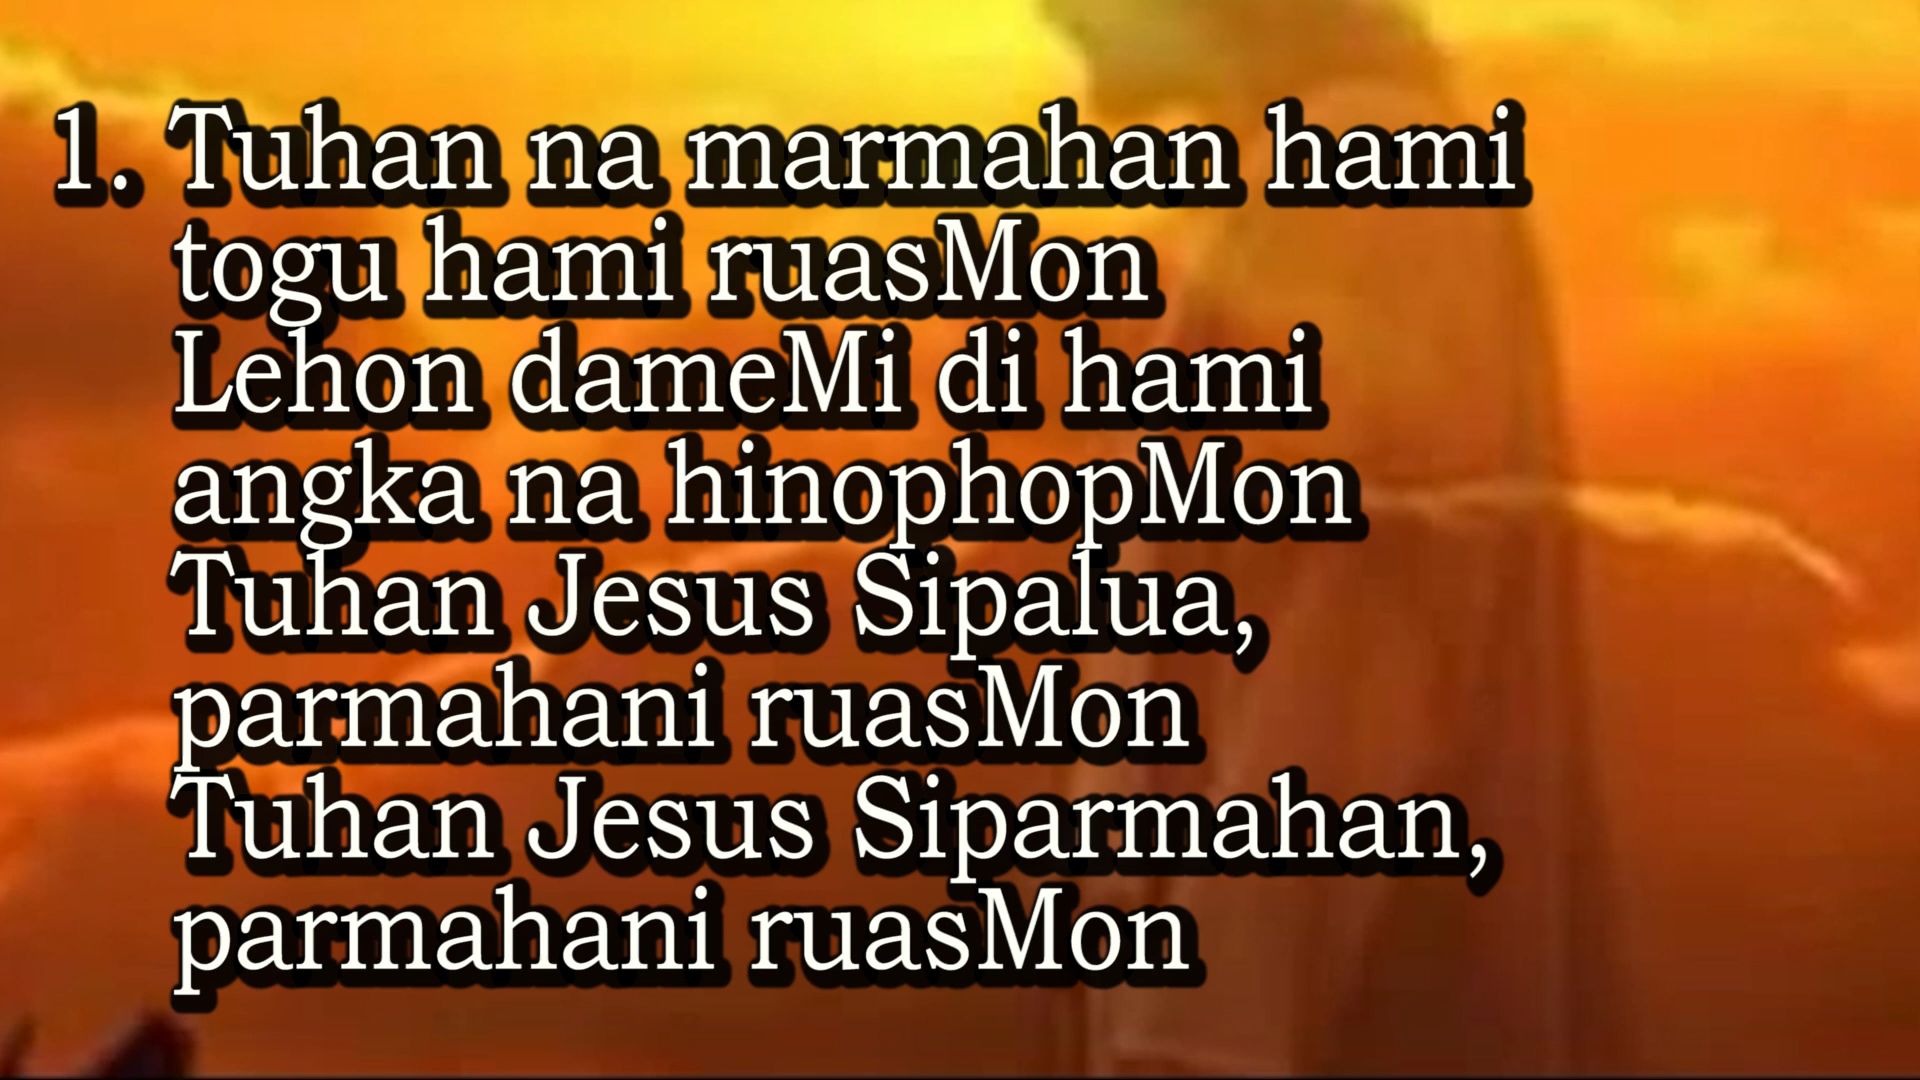 1. Tuhan na marmahan hami
togu hami ruasMon
Lehon dameMi di hami
angka na hinophopMon
Tuhan Jesus Sipalua,
parmahani ruasMon
Tuhan Jesus Siparmahan,
parmahani ruasMon